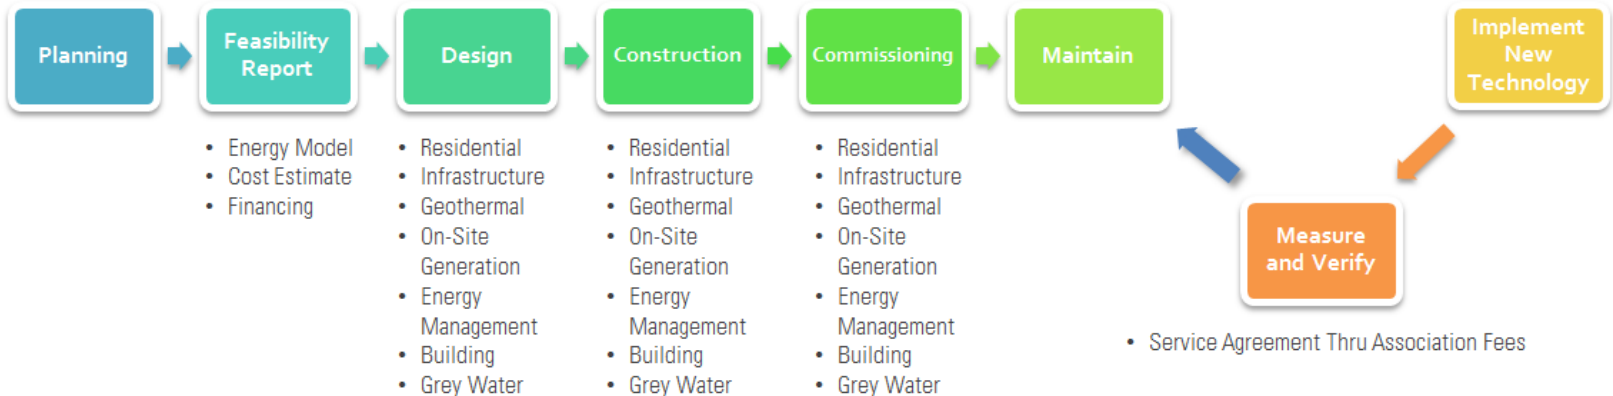 Planning
Feasibility
Report
Design
Construction
Commissioning
Maintain
Implement
New
Technology
• Energy Model
• Cost Estimate
• Financing
• Residential
• Infrastructure
• Geothermal
• On-Site
Generation
• Energy
Management
• Building
• Grey Water
• Residential
• Infrastructure
• Geothermal
• On-Site
Generation
• Energy
Management
• Building
• Grey Water
• Residential
• Infrastructure
• Geothermal
• On-Site
Generation
• Energy
Management
• Building
• Grey Water
Measure
and Verify
• Service Agreement Thru Association Fees